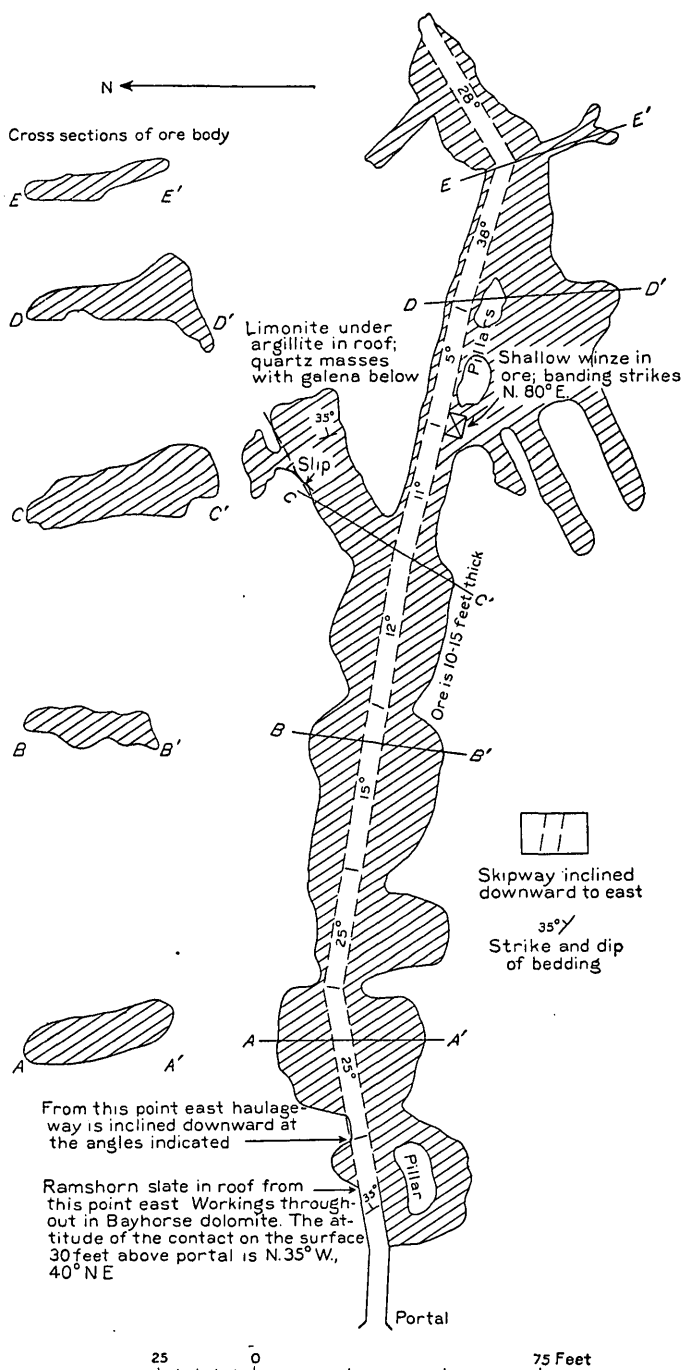 N
28°
E'
Cross sections of ore body
E
E'
E
38°
D
D'
D
D'
Limonite under
argillite in roof;
quartz masses
with galena below
5°
Pillars
Shallow winze in
ore; banding strikes
N. 80° E.
35°
Slip
11°
C
C'
C
C'
12°
Ore is 10-15 feet thick
B
B'
B
B'
15°
Skipway inclined
downward to east
35°
Strike and dip
of bedding
25°
A
A'
A
A'
25°
From this point east haulage-
way is inclined downward at
the angles indicated
Ramshorn slate in roof from
this point east Workings through-
out in Bayhorse dolomite. The at-
titude of the contact on the surface
30 feet above portal is N. 35° W.,
40° N E
35°
Pillar
Portal
25
0
75 Feet